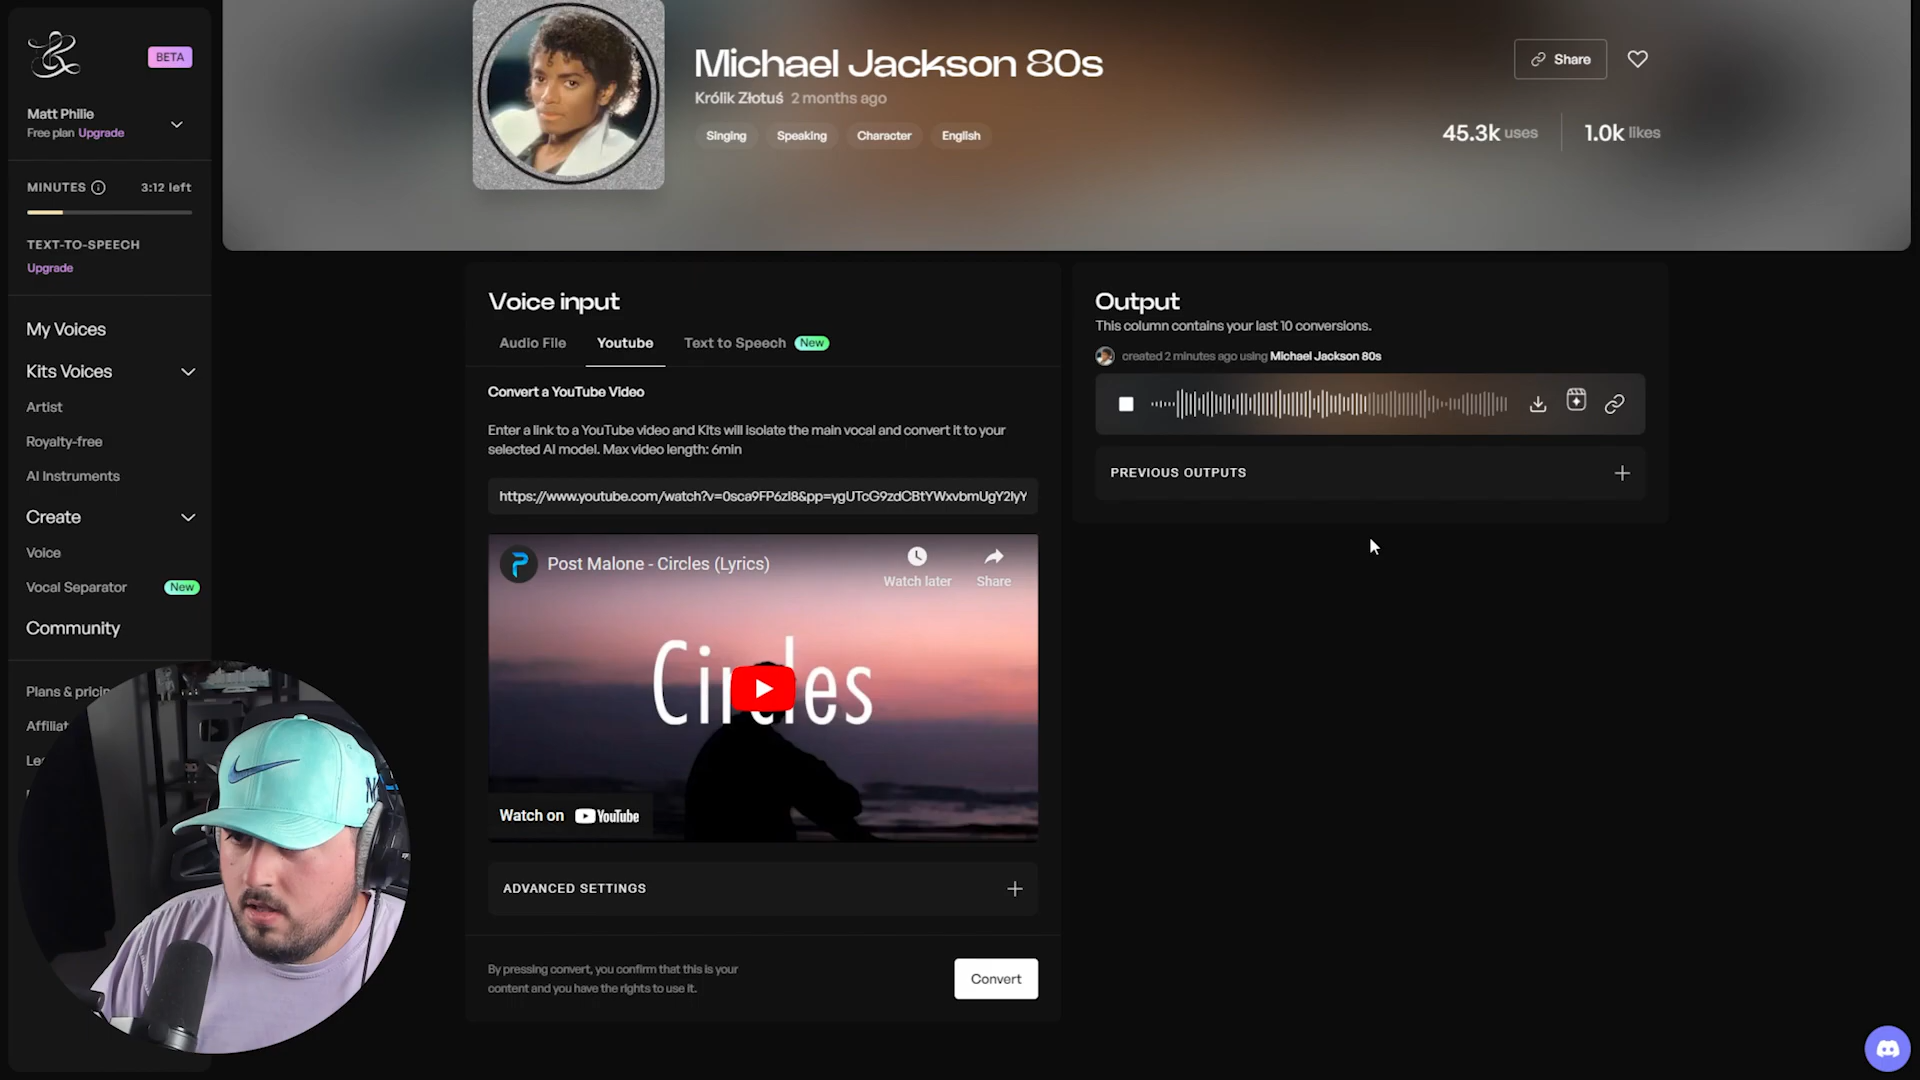 BETA
Matt Philie
Free plan Upgrade
MINUTES 3:12 left
TEXT-TO-SPEECH
Upgrade
My Voices
Kits Voices
Artist
Royalty-free
AI Instruments
Create
Voice
Vocal Separator New
Community
Plans & pricin
Affiliat
Le
Michael Jackson 80s
Królik Złotuś 2 months ago
Singing Speaking Character English
Share
45.3k uses 1.0k likes
Voice input
Audio File Youtube Text to Speech New
Convert a YouTube Video
Enter a link to a YouTube video and Kits will isolate the main vocal and convert it to your
selected AI model. Max video length: 6min
https://www.youtube.com/watch?v=0sca9FP6zI8&pp=ygUTcG9zdCBtYWxvbmUgY2lyY
Post Malone - Circles (Lyrics)
Watch later Share
Circles
Watch on YouTube
ADVANCED SETTINGS
By pressing convert, you confirm that this is your
content and you have the rights to use it.
Convert
Output
This column contains your last 10 conversions.
created 2 minutes ago using Michael Jackson 80s
PREVIOUS OUTPUTS